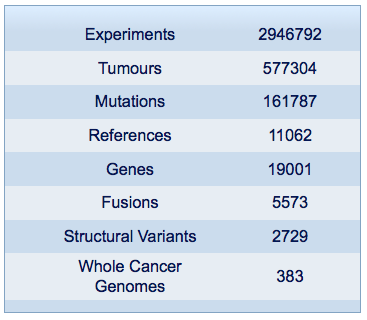 Experiments 2946792
Tumours 577304
Mutations 161787
References 11062
Genes 19001
Fusions 5573
Structural Variants 2729
Whole Cancer
Genomes 383